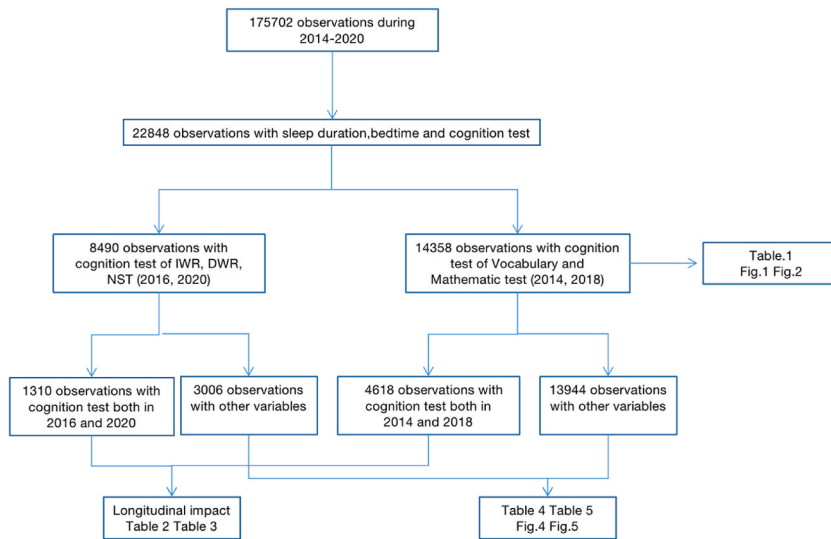 175702 observations during
2014-2020
22848 observations with sleep duration,bedtime and cognition test
8490 observations with
cognition test of IWR, DWR,
NST (2016, 2020)
14358 observations with cognition
test of Vocabulary and
Mathematic test (2014, 2018)
Table.1
Fig.1 Fig.2
1310 observations with
cognition test both in
2016 and 2020
3006 observations
with other variables
4618 observations with
cognition test both in
2014 and 2018
13944 observations
with other variables
Longitudinal impact
Table 2 Table 3
Table 4 Table 5
Fig.4 Fig.5